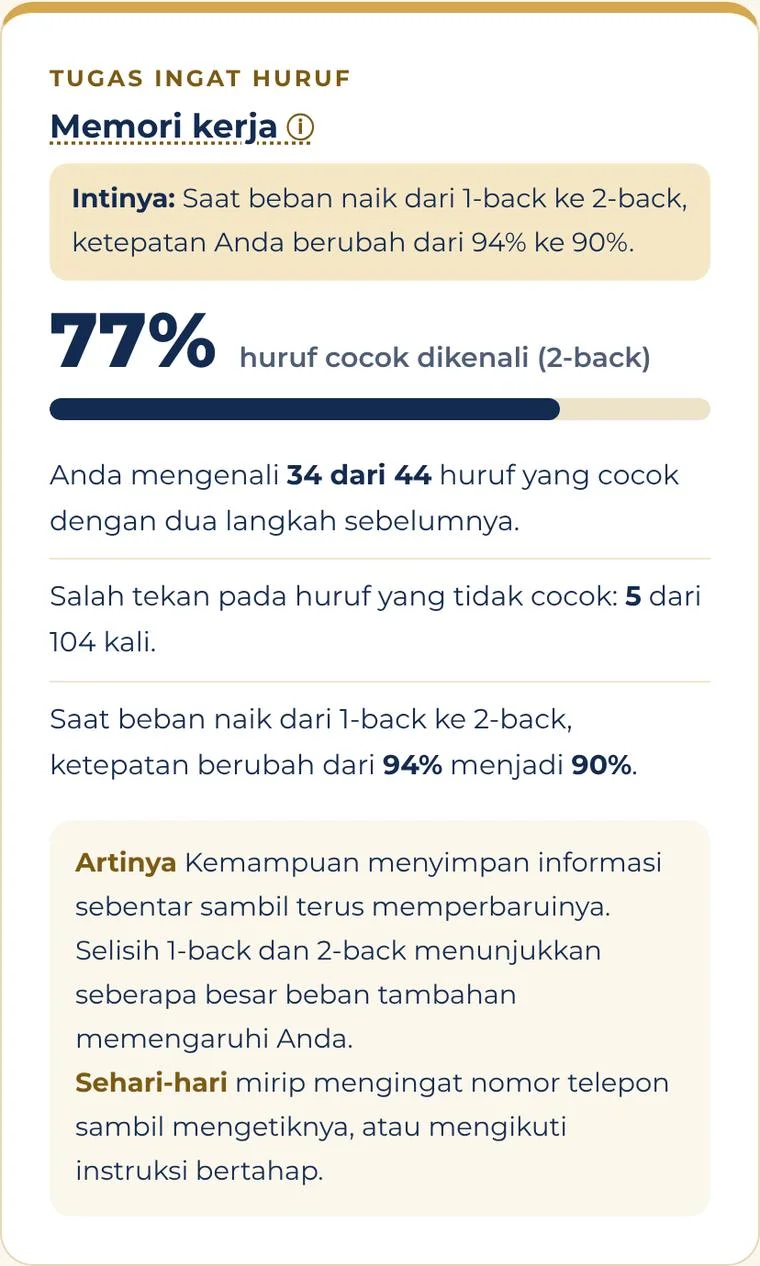 TUGAS INGAT HURUF
Memori kerja ⓘ
Intinya: Saat beban naik dari 1-back ke 2-back,
ketepatan Anda berubah dari 94% ke 90%.
77% huruf cocok dikenali (2-back)
Anda mengenali 34 dari 44 huruf yang cocok
dengan dua langkah sebelumnya.
Salah tekan pada huruf yang tidak cocok: 5 dari
104 kali.
Saat beban naik dari 1-back ke 2-back,
ketepatan berubah dari 94% menjadi 90%.
Artinya Kemampuan menyimpan informasi
sebentar sambil terus memperbaruinya.
Selisih 1-back dan 2-back menunjukkan
seberapa besar beban tambahan
memengaruhi Anda.
Sehari-hari mirip mengingat nomor telepon
sambil mengetiknya, atau mengikuti
instruksi bertahap.